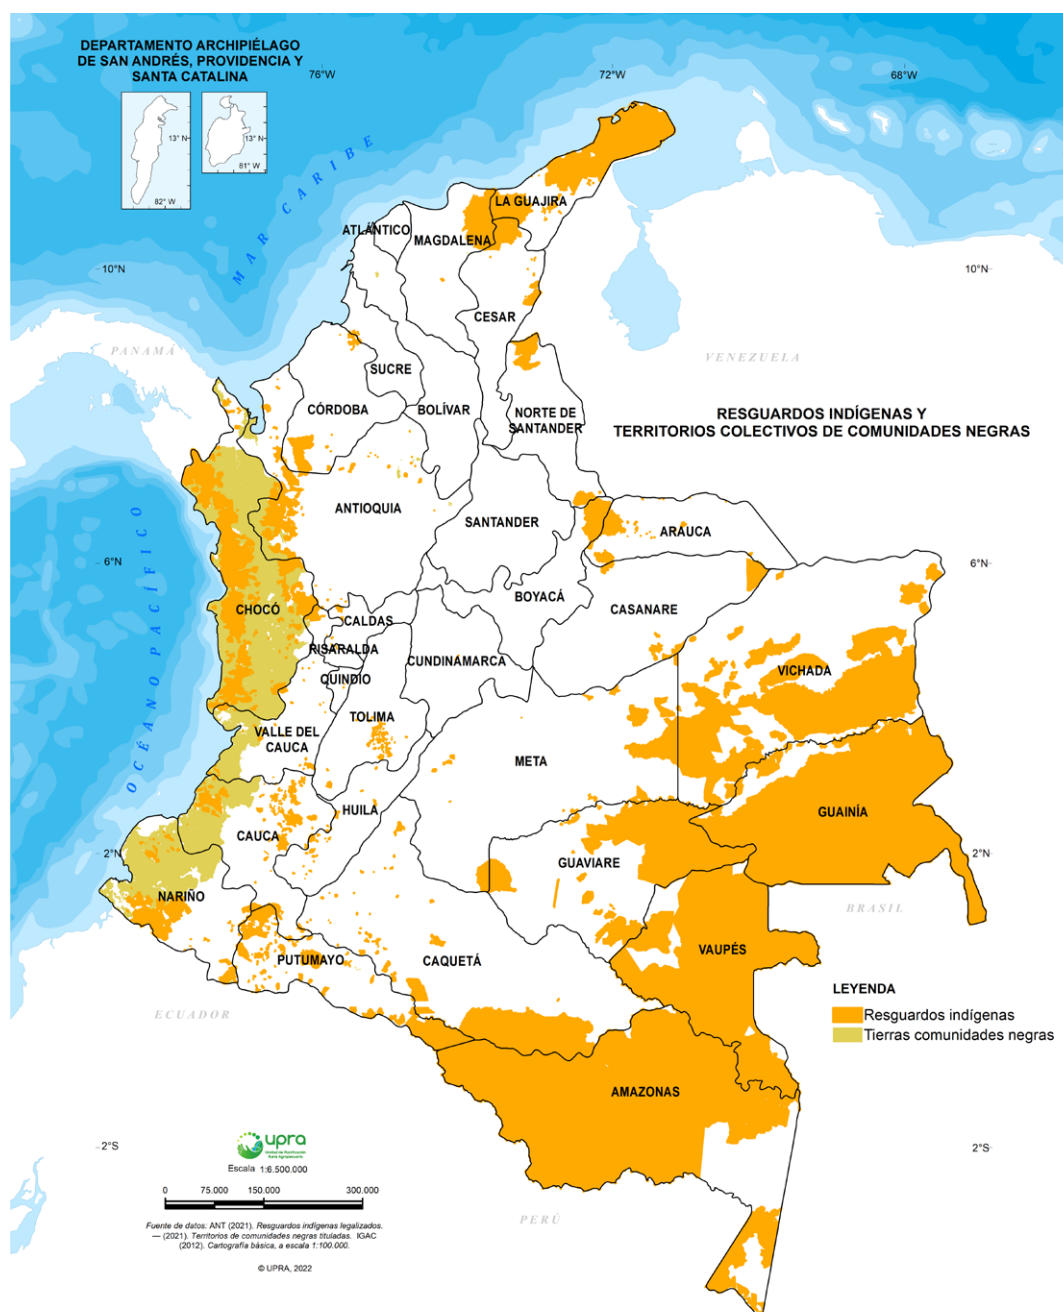 DEPARTAMENTO ARCHIPIÉLAGO
DE SAN ANDRÉS, PROVIDENCIA Y
SANTA CATALINA
76°W
72°W
68°W
13° N
82° W
13° N
81° W
MAR CARIBE
LA GUAJIRA
ATLÁNTICO
MAGDALENA
10°N
10°N
CESAR
PANAMÁ
VENEZUELA
SUCRE
CÓRDOBA
BOLÍVAR
NORTE DE
SANTANDER
RESGUARDOS INDÍGENAS Y
TERRITORIOS COLECTIVOS DE COMUNIDADES NEGRAS
ANTIOQUIA
SANTANDER
ARAUCA
OCÉANO PACÍFICO
6°N
6°N
BOYACÁ
CHOCÓ
CASANARE
CALDAS
RISARALDA
CUNDINAMARCA
VICHADA
QUINDIO
TOLIMA
VALLE DEL
CAUCA
META
HUILA
GUAINÍA
CAUCA
2°N
2°N
GUAVIARE
NARIÑO
BRASIL
VAUPÉS
PUTUMAYO
CAQUETÁ
LEYENDA
Resguardos indígenas
Tierras comunidades negras
ECUADOR
AMAZONAS
2°S
2°S
upra
Unidad de Planificación
Rural Agropecuaria
Escala 1:6.500.000
0 75.000 150.000 300.000
PERÚ
Fuente de datos: ANT (2021). Resguardos indígenas legalizados.
— (2021). Territorios de comunidades negras tituladas. IGAC
(2012). Cartografía básica, a escala 1:100.000.
© UPRA, 2022